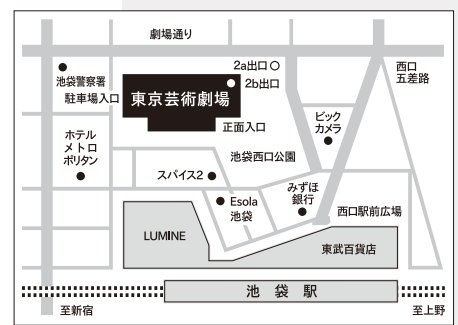 劇場通り
2a出口
2b出口
西口
五差路
池袋警察署
駐車場入口
東京芸術劇場
正面入口
ビック
カメラ
ホテル
メトロ
ポリタン
池袋西口公園
スパイス2
Esola
池袋
みずほ
銀行
西口駅前広場
LUMINE
東武百貨店
池袋駅
至新宿
至上野